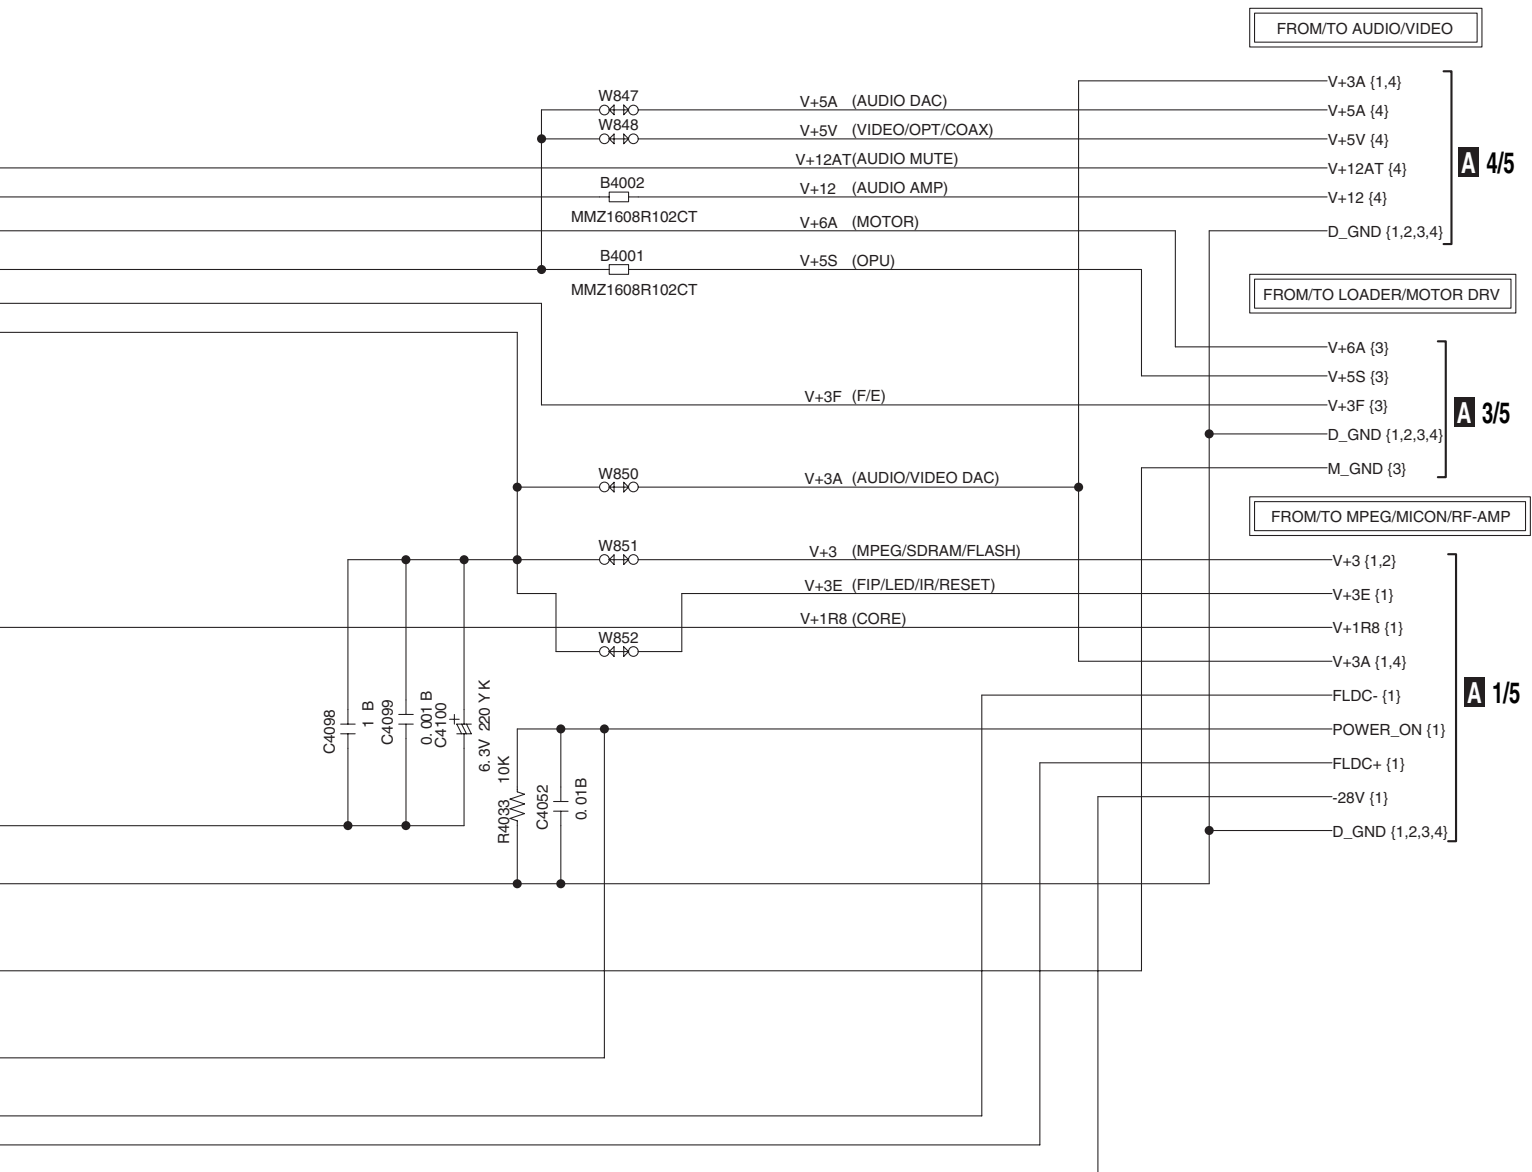 FROM/TO AUDIO/VIDEO
V+3A {1,4}
W847
V+5A (AUDIO DAC)
V+5A {4}
W848
V+5V (VIDEO/OPT/COAX)
V+5V {4}
V+12AT(AUDIO MUTE)
V+12AT {4}
A 4/5
B4002
V+12 (AUDIO AMP)
V+12 {4}
MMZ1608R102CT
V+6A (MOTOR)
D_GND {1,2,3,4}
B4001
V+5S (OPU)
MMZ1608R102CT
FROM/TO LOADER/MOTOR DRV
V+6A {3}
V+5S {3}
V+3F (F/E)
V+3F {3}
A 3/5
D_GND {1,2,3,4}
M_GND {3}
W850
V+3A (AUDIO/VIDEO DAC)
FROM/TO MPEG/MICON/RF-AMP
W851
V+3 (MPEG/SDRAM/FLASH)
V+3 {1,2}
V+3E (FIP/LED/IR/RESET)
V+3E {1}
V+1R8 (CORE)
V+1R8 {1}
W852
V+3A {1,4}
FLDC- {1}
A 1/5
C4098
1 B
C4099
0.001 B
C4100
+
6.3V 220 Y K
POWER_ON {1}
FLDC+ {1}
R4033 10K
C4052
0.01B
-28V {1}
D_GND {1,2,3,4}